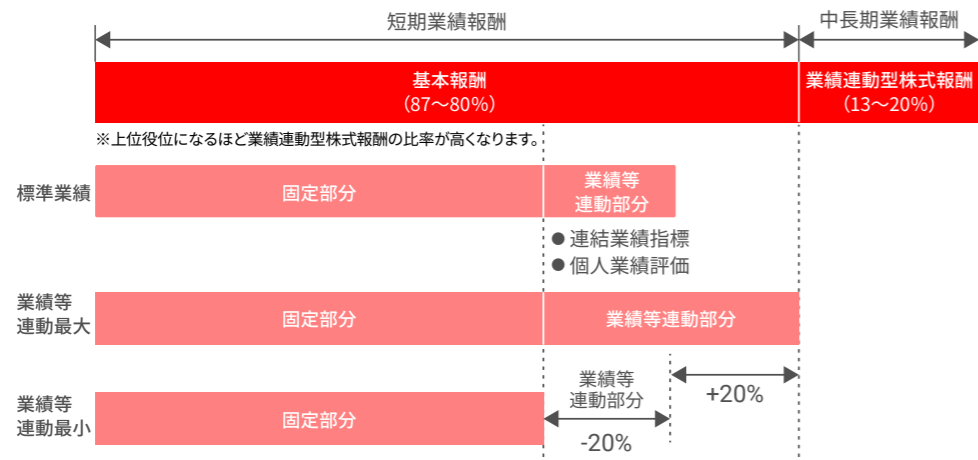 短期業績報酬
中長期業績報酬
基本報酬
（87〜80％）
業績連動型株式報酬
（13〜20％）
※上位役位になるほど業績連動型株式報酬の比率が高くなります。
標準業績
固定部分
業績等
連動部分
● 連結業績指標
● 個人業績評価
業績等
連動最大
固定部分
業績等連動部分
業績等
連動最小
固定部分
業績等
連動部分
-20%
+20%